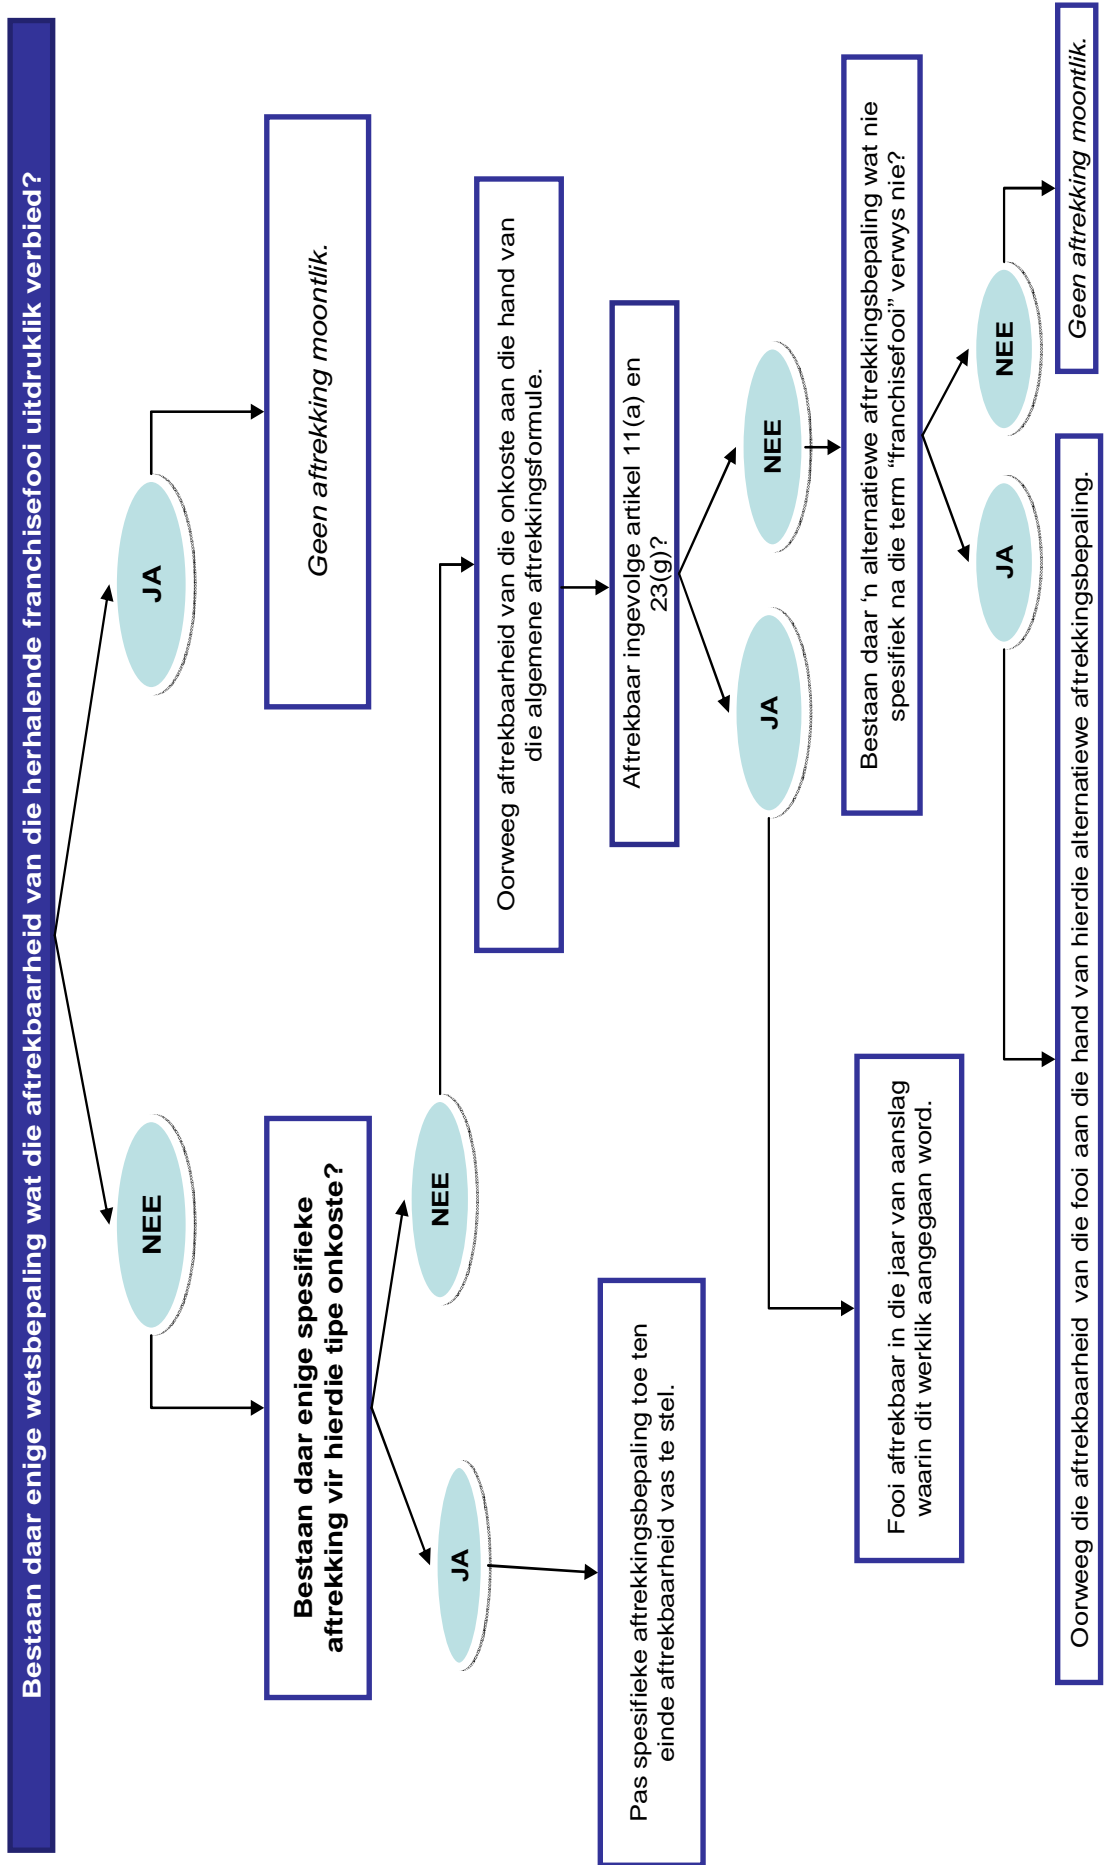 Bestaan daar enige wetsbepaling wat die aftrekbaarheid van die herhalende franchisefooi uitdruklik verbied?
NEE
JA
Bestaan daar enige spesifieke
aftrekking vir hierdie tipe onkoste?
Geen aftrekking moontlik.
JA
NEE
Pas spesifieke aftrekkingsbepaling toe ten
einde aftrekbaarheid vas te stel.
Oorweeg aftrekbaarheid van die onkoste aan die hand van
die algemene aftrekkingsformule.
Aftrekbaar ingevolge artikel 11(a) en
23(g)?
JA
NEE
Fooi aftrekbaar in die jaar van aanslag
waarin dit werklik aangegaan word.
Bestaan daar ‘n alternatiewe aftrekkingsbepaling wat nie
spesifiek na die term “franchisefooi” verwys nie?
JA
NEE
Oorweeg die aftrekbaarheid van die fooi aan die hand van hierdie alternatiewe aftrekkingsbepaling.
Geen aftrekking moontlik.